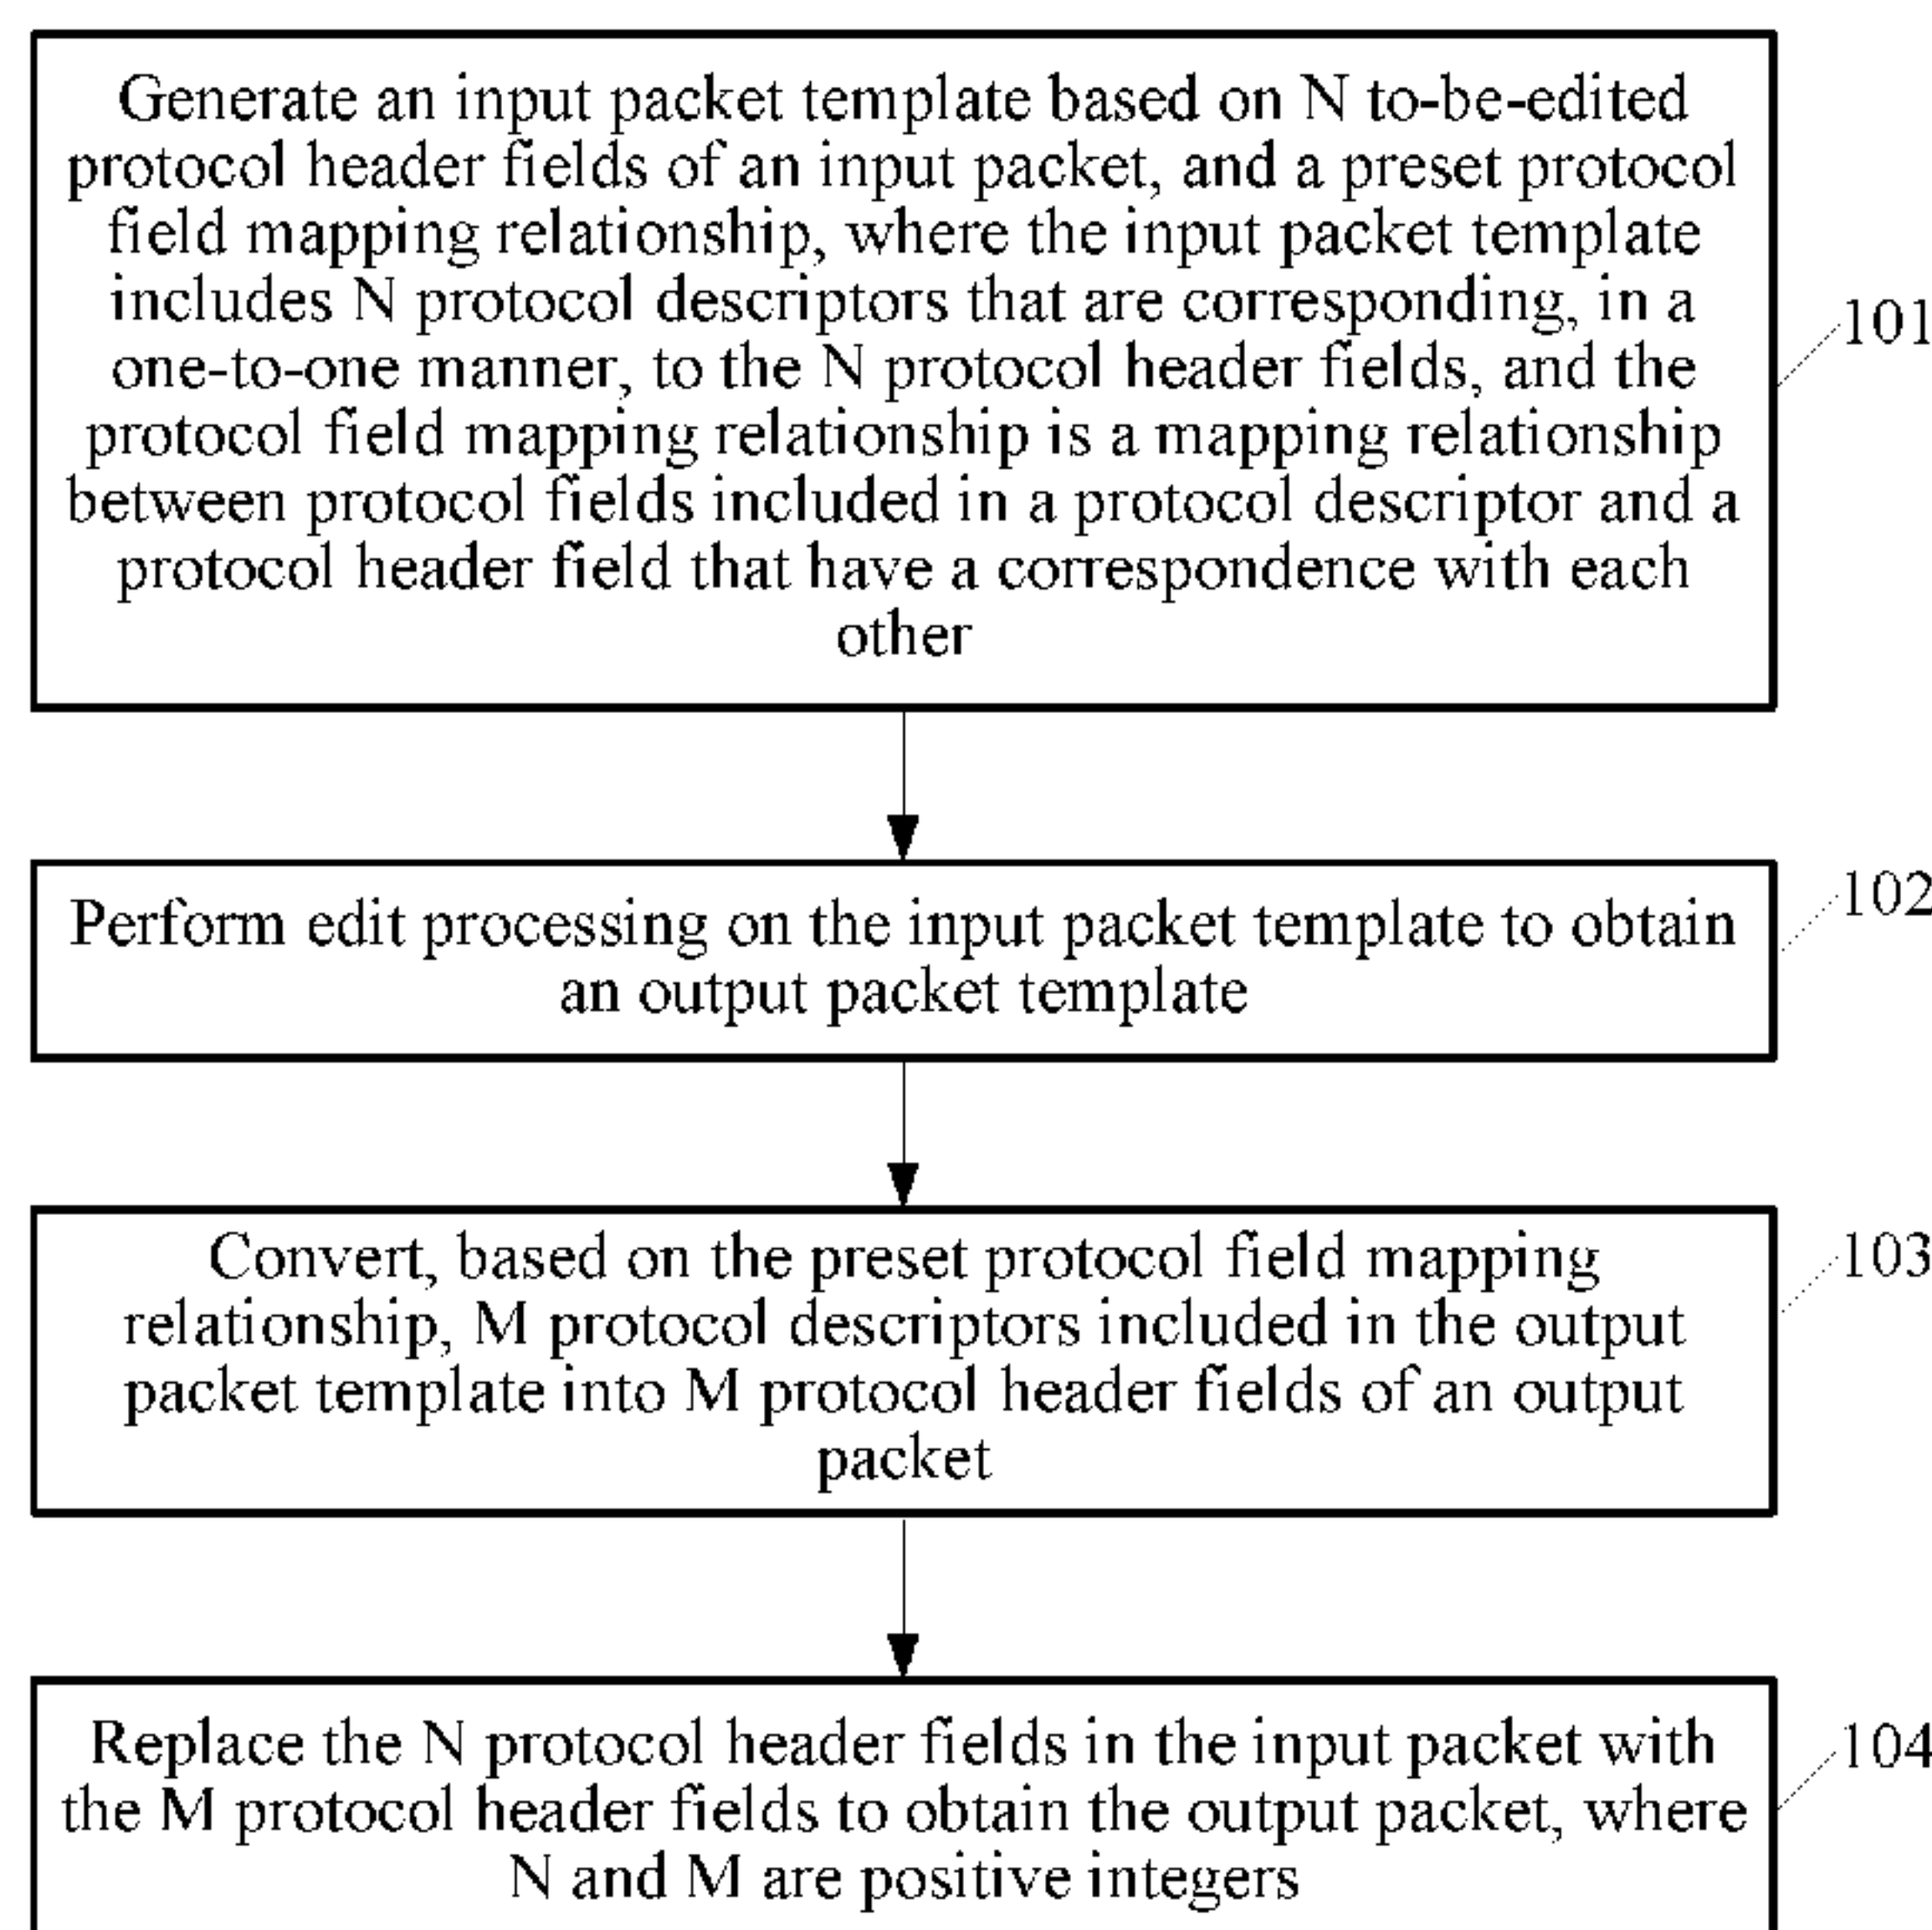 Generate an input packet template based on N to-be-edited
protocol header fields of an input packet, and a preset protocol
field mapping relationship, where the input packet template
includes N protocol descriptors that are corresponding, in a
one-to-one manner, to the N protocol header fields, and the
protocol field mapping relationship is a mapping relationship
between protocol fields included in a protocol descriptor and a
protocol header field that have a correspondence with each
other
101
Perform edit processing on the input packet template to obtain
an output packet template
102
Convert, based on the preset protocol field mapping
relationship, M protocol descriptors included in the output
packet template into M protocol header fields of an output
packet
103
Replace the N protocol header fields in the input packet with
the M protocol header fields to obtain the output packet, where
N and M are positive integers
104